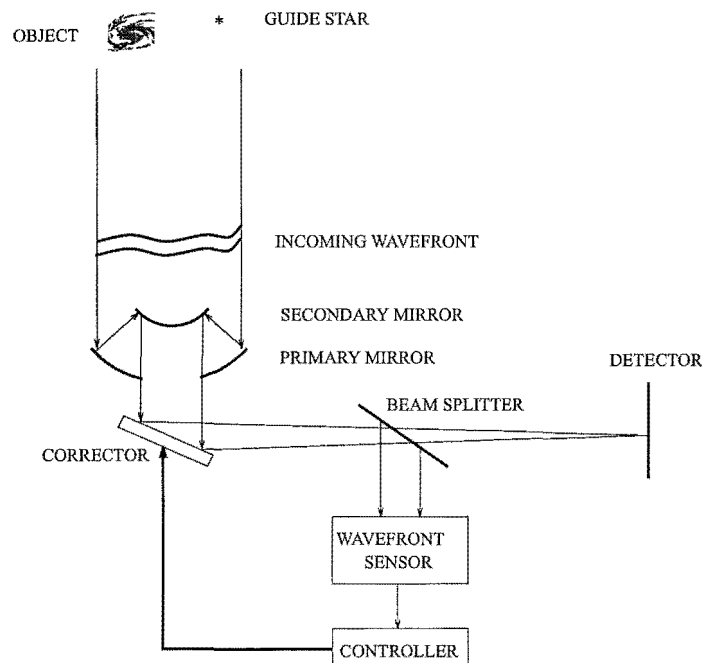 * GUIDE STAR
OBJECT
INCOMING WAVEFRONT
SECONDARY MIRROR
PRIMARY MIRROR
DETECTOR
BEAM SPLITTER
CORRECTOR
WAVEFRONT
SENSOR
CONTROLLER